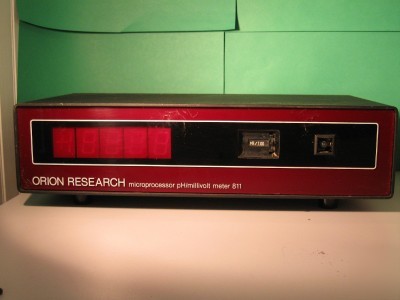 ORION RESEARCH microprocessor pH/millivolt meter 811